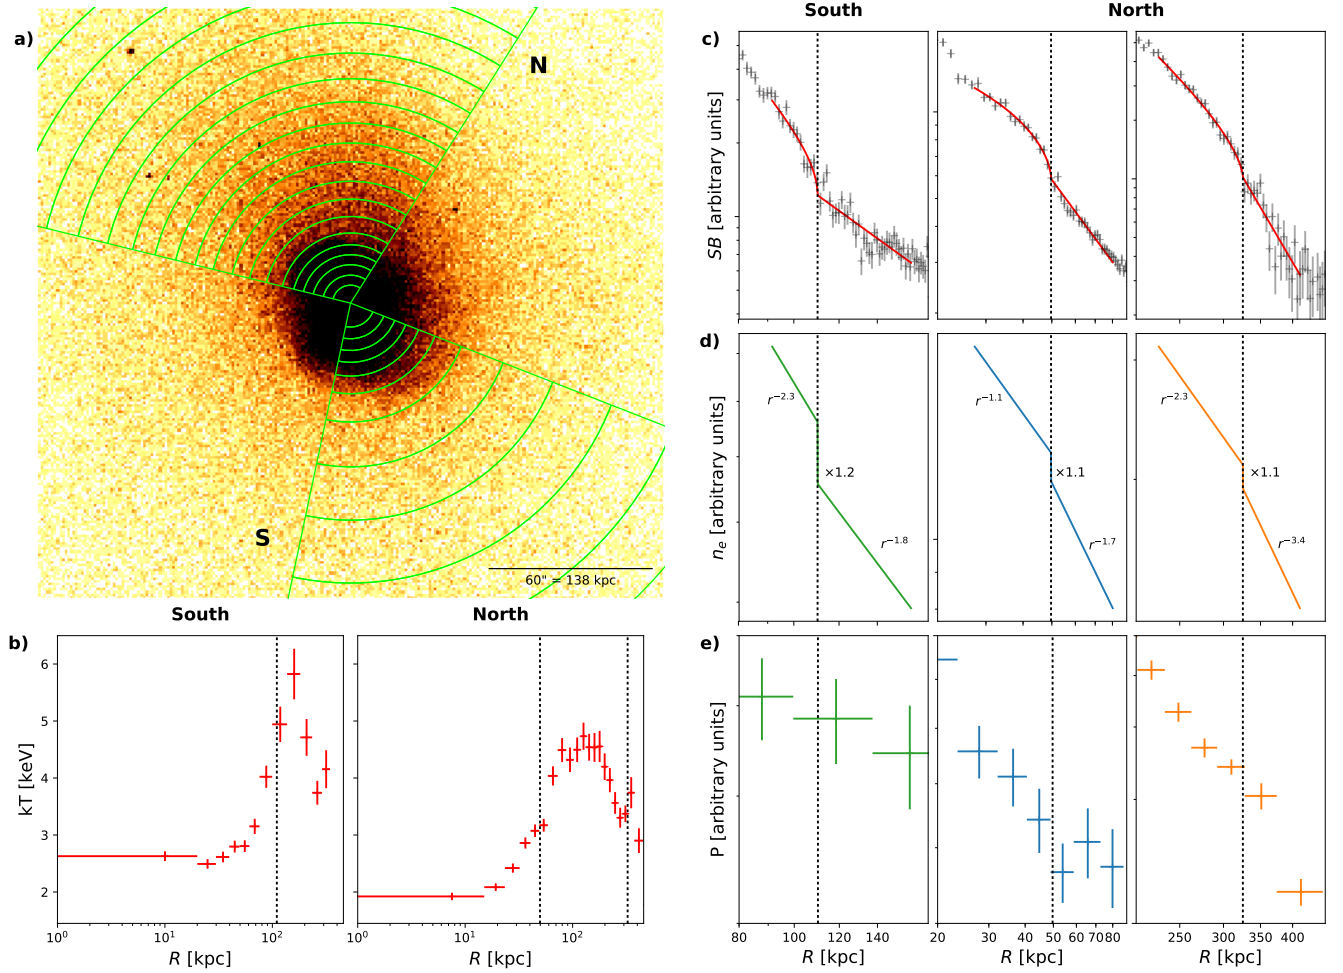 South
North
a)
N
S
60" = 138 kpc
c)
SB [arbitrary units]
d)
n_e [arbitrary units]
r^{−2.3}
×1.2
r^{−1.8}
r^{−1.1}
×1.1
r^{−1.7}
r^{−2.3}
×1.1
r^{−3.4}
South
North
b)
kT [keV]
6
5
4
3
2
10^0
10^1
10^2
10^0
10^1
10^2
R [kpc]
R [kpc]
e)
P [arbitrary units]
80
100
120
140
20
30
40
50
60
70
80
250
300
350
400
R [kpc]
R [kpc]
R [kpc]